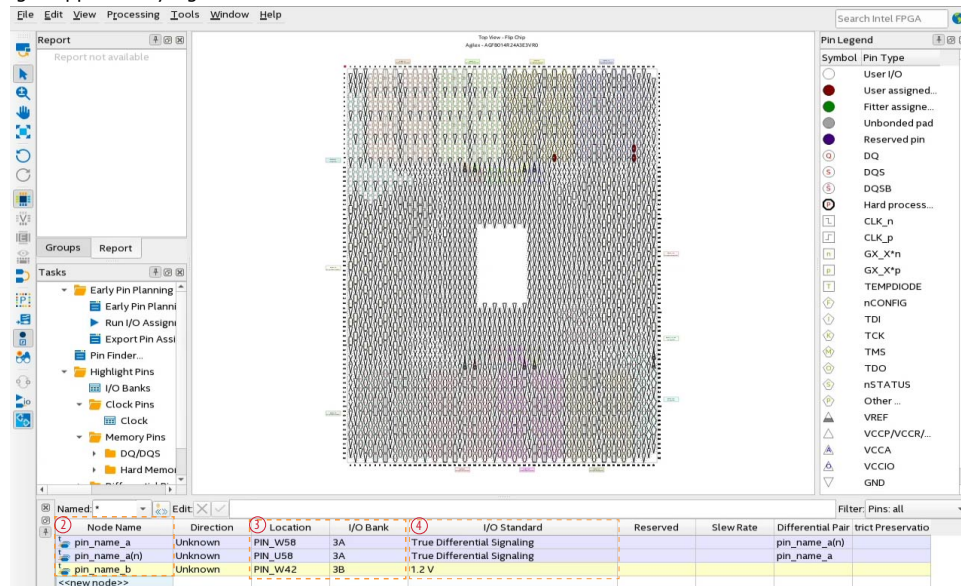 File Edit View Processing Tools Window Help
Search Intel FPGA
Report
Report not available
Groups Report
Tasks
Early Pin Planning
Early Pin Planni
Run I/O Assignm
Export Pin Assi
Pin Finder...
Highlight Pins
I/O Banks
Clock Pins
Clock
Memory Pins
DQ/DQS
Hard Memor
Top View - Flip Chip
Agilex - AGFB014R24A3E3VR0
Pin Legend
Symbol Pin Type
User I/O
User assigned...
Fitter assigne...
Unbonded pad
Reserved pin
Q DQ
S DQS
S DQSB
P Hard process...
CLK_n
CLK_p
n GX_X*n
p GX_X*p
T TEMPDIODE
nCONFIG
TDI
TCK
TMS
TDO
nSTATUS
Other ...
VREF
VCCP/VCCR/...
VCCA
VCCIO
GND
Named: * Edit: Filter: Pins: all
2 Node Name Direction 3 Location I/O Bank 4 I/O Standard Reserved Slew Rate Differential Pair trict Preservatio
pin_name_a Unknown PIN_W58 3A True Differential Signaling pin_name_a(n)
pin_name_a(n) Unknown PIN_U58 3A True Differential Signaling pin_name_a
pin_name_b Unknown PIN_W42 3B 1.2 V
<<new node>>